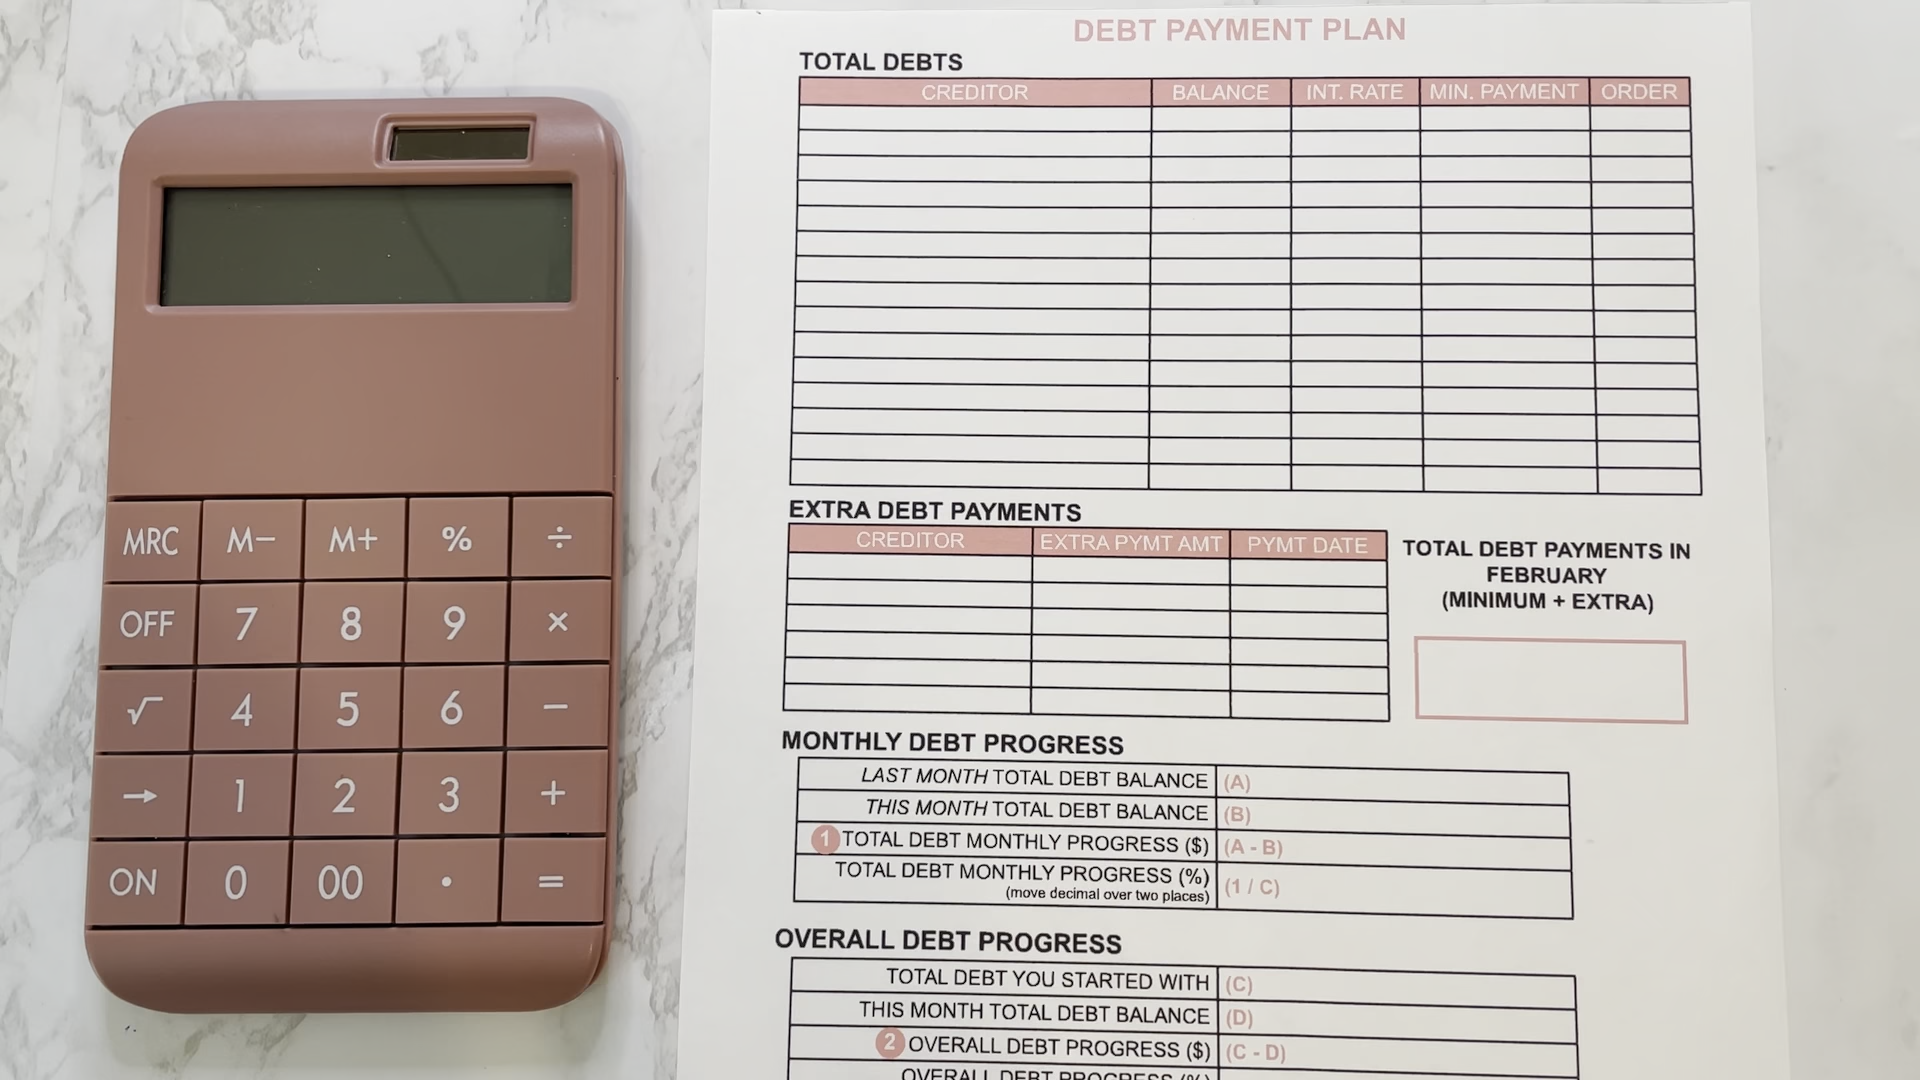 DEBT PAYMENT PLAN
TOTAL DEBTS
CREDITOR BALANCE INT. RATE MIN. PAYMENT ORDER
EXTRA DEBT PAYMENTS
CREDITOR EXTRA PYMT AMT PYMT DATE
TOTAL DEBT PAYMENTS IN
FEBRUARY
(MINIMUM + EXTRA)
MONTHLY DEBT PROGRESS
LAST MONTH TOTAL DEBT BALANCE (A)
THIS MONTH TOTAL DEBT BALANCE (B)
1 TOTAL DEBT MONTHLY PROGRESS ($) (A - B)
TOTAL DEBT MONTHLY PROGRESS (%) (1 / C)
(move decimal over two places)
OVERALL DEBT PROGRESS
TOTAL DEBT YOU STARTED WITH (C)
THIS MONTH TOTAL DEBT BALANCE (D)
2 OVERALL DEBT PROGRESS ($) (C - D)
OVERALL DEBT PROGRESS (%)
MRC M− M+ % ÷
OFF 7 8 9 ×
√ 4 5 6 −
→ 1 2 3 +
ON 0 00 • =